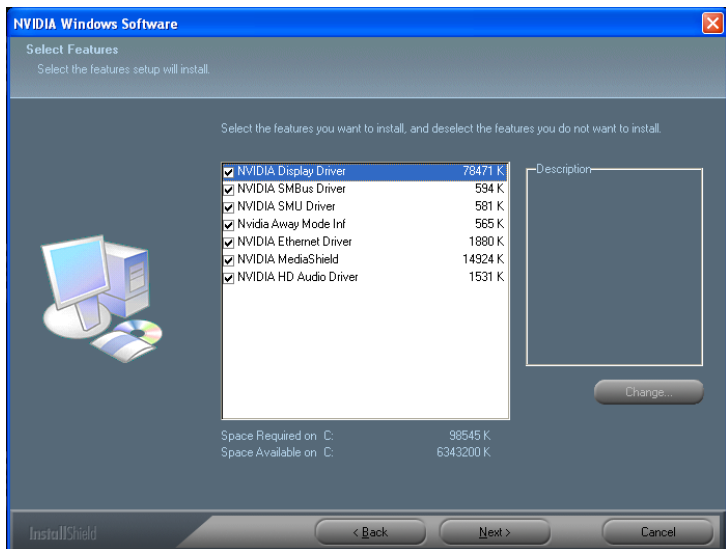 NVIDIA Windows Software
Select Features
Select the features setup will install.
Select the features you want to install, and deselect the features you do not want to install.
NVIDIA Display Driver 78471 K
NVIDIA SMBus Driver 594 K
NVIDIA SMU Driver 581 K
Nvidia Away Mode Inf 565 K
NVIDIA Ethernet Driver 1880 K
NVIDIA MediaShield 14924 K
NVIDIA HD Audio Driver 1531 K
Description
Change...
Space Required on C: 98545 K
Space Available on C: 6343200 K
InstallShield
< Back Next > Cancel